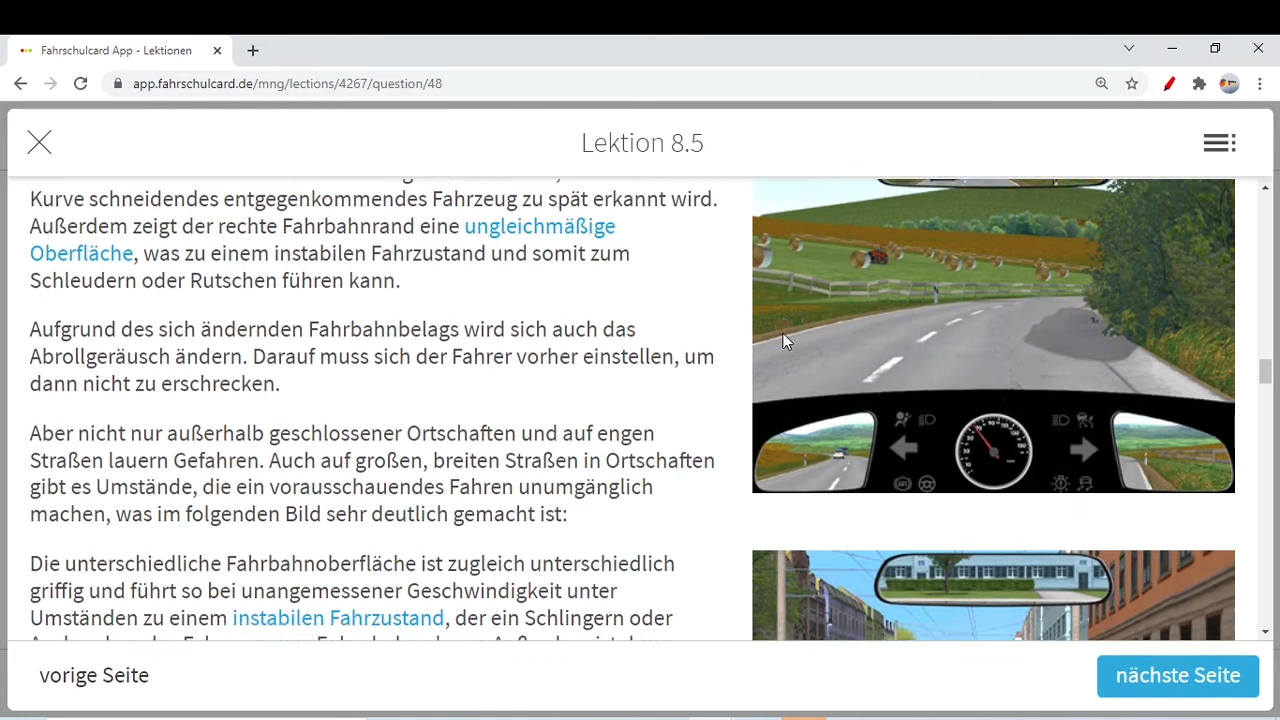 Fahrschulcard App - Lektionen
app.fahrschulcard.de/mng/lections/4267/question/48
Lektion 8.5
Kurve schneidendes entgegenkommendes Fahrzeug zu spät erkannt wird.
Außerdem zeigt der rechte Fahrbahnrand eine ungleichmäßige
Oberfläche, was zu einem instabilen Fahrzustand und somit zum
Schleudern oder Rutschen führen kann.
Aufgrund des sich ändernden Fahrbahnbelags wird sich auch das
Abrollgeräusch ändern. Darauf muss sich der Fahrer vorher einstellen, um
dann nicht zu erschrecken.
Aber nicht nur außerhalb geschlossener Ortschaften und auf engen
Straßen lauern Gefahren. Auch auf großen, breiten Straßen in Ortschaften
gibt es Umstände, die ein vorausschauendes Fahren unumgänglich
machen, was im folgenden Bild sehr deutlich gemacht ist:
Die unterschiedliche Fahrbahnoberfläche ist zugleich unterschiedlich
griffig und führt so bei unangemessener Geschwindigkeit unter
Umständen zu einem instabilen Fahrzustand, der ein Schlingern oder
vorige Seite
nächste Seite